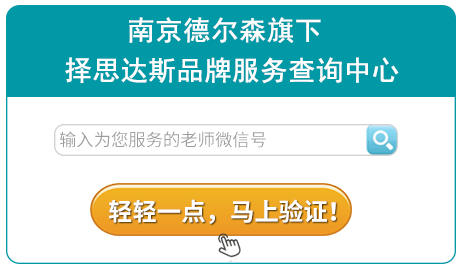 南京德尔森旗下
择思达斯品牌服务查询中心
输入为您服务的老师微信号
轻轻一点，马上验证!